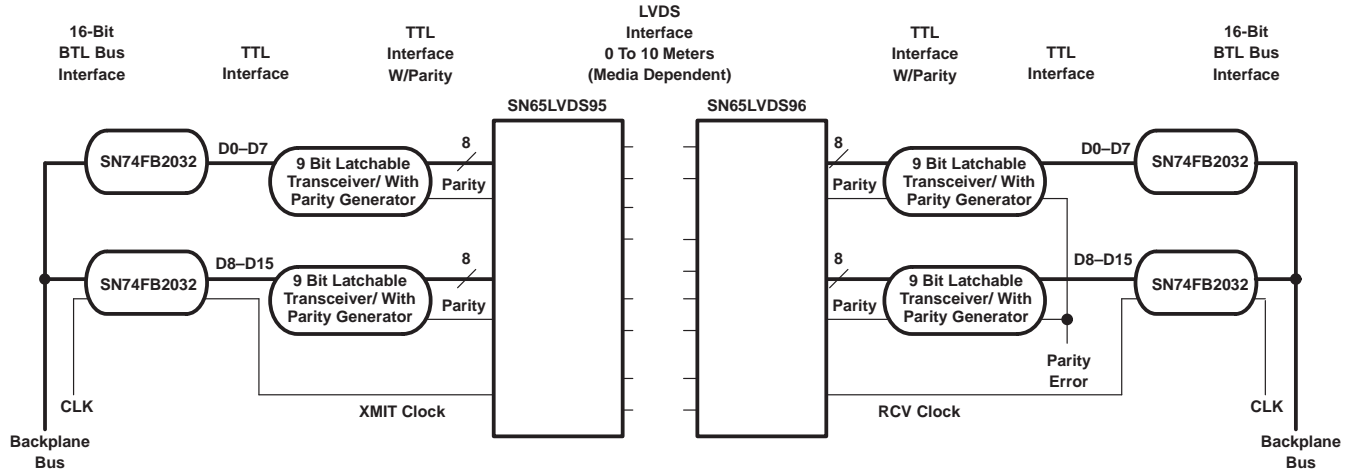 16-Bit
BTL Bus
Interface
TTL
Interface
TTL
Interface
W/Parity
LVDS
Interface
0 To 10 Meters
(Media Dependent)
TTL
Interface
W/Parity
TTL
Interface
16-Bit
BTL Bus
Interface
SN65LVDS95
SN65LVDS96
SN74FB2032
D0–D7
9 Bit Latchable
Transceiver/ With
Parity Generator
8
Parity
8
Parity
9 Bit Latchable
Transceiver/ With
Parity Generator
D0–D7
SN74FB2032
SN74FB2032
D8–D15
9 Bit Latchable
Transceiver/ With
Parity Generator
8
Parity
8
Parity
9 Bit Latchable
Transceiver/ With
Parity Generator
D8–D15
SN74FB2032
Parity
Error
CLK
XMIT Clock
RCV Clock
CLK
Backplane
Bus
Backplane
Bus